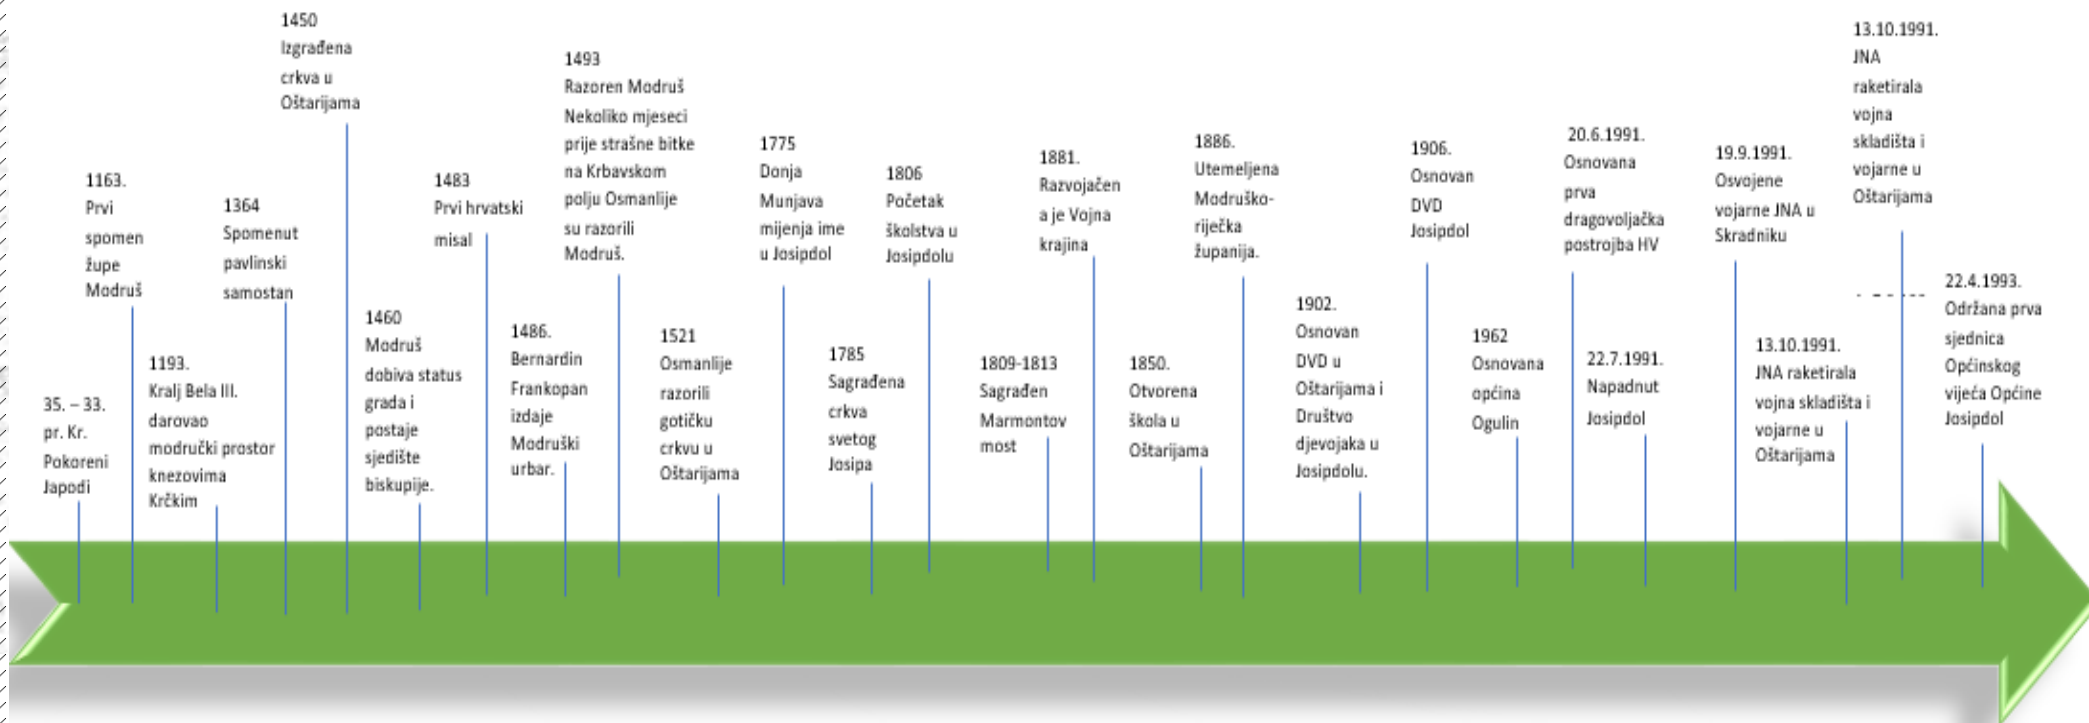 35. – 33.
pr. Kr.
Pokoreni
Japodi
1163.
Prvi
spomen
župe
Modruš
1193.
Kralj Bela III.
darovao
modručki prostor
knezovima
Krčkim
1364
Spomenut
pavlinski
samostan
1450
Izgrađena
crkva u
Oštarijama
1460
Modruš
dobiva status
grada i
postaje
sjedište
biskupije.
1483
Prvi hrvatski
misal
1486.
Bernardin
Frankopan
izdaje
Modruški
urbar.
1493
Razoren Modruš
Nekoliko mjeseci
prije strašne bitke
na Krbavskom
polju Osmanlije
su razorili
Modruš.
1521
Osmanlije
razorili
gotičku
crkvu u
Oštarijama
1775
Donja
Munjava
mijenja ime
u Josipdol
1785
Sagrađena
crkva
svetog
Josipa
1806
Početak
školstva u
Josipdolu
1809-1813
Sagrađen
Marmontov
most
1881.
Razvojačen
a je Vojna
krajina
1850.
Otvorena
škola u
Oštarijama
1886.
Utemeljena
Modruško-
riječka
županija.
1902.
Osnovan
DVD u
Oštarijama i
Društvo
djevojaka u
Josipdolu.
1906.
Osnovan
DVD
Josipdol
1962
Osnovana
općina
Ogulin
20.6.1991.
Osnovana
prva
dragovoljačka
postrojba HV
22.7.1991.
Napadnut
Josipdol
19.9.1991.
Osvojene
vojarne JNA u
Skradniku
13.10.1991.
JNA raketirala
vojna skladišta i
vojarne u
Oštarijama
13.10.1991.
JNA
raketirala
vojna
skladišta i
vojarne u
Oštarijama
22.4.1993.
Održana prva
sjednica
Općinskog
vijeća Općine
Josipdol